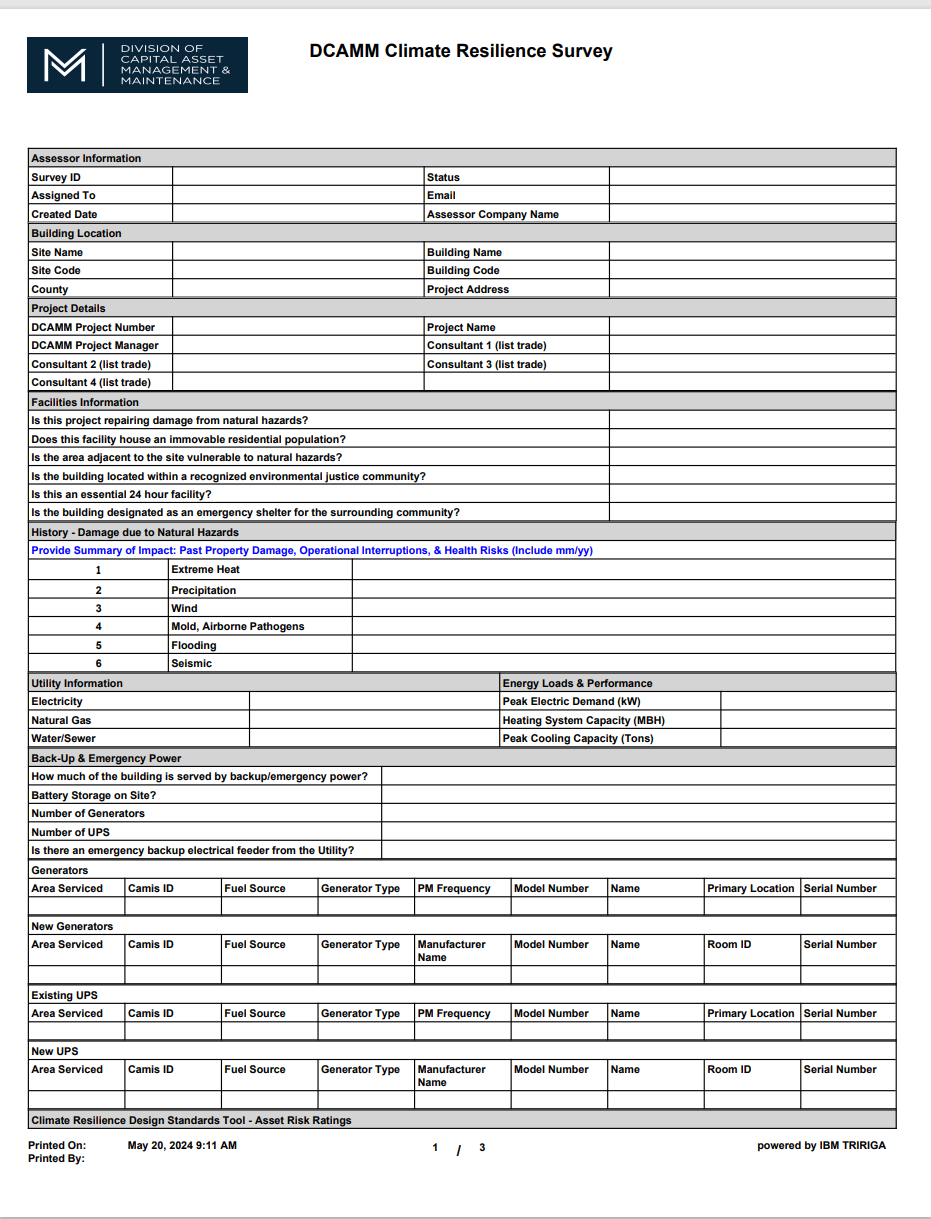 DIVISION OF
CAPITAL ASSET
MANAGEMENT &
MAINTENANCE
DCAMM Climate Resilience Survey
Assessor Information
Survey ID Status
Assigned To Email
Created Date Assessor Company Name
Building Location
Site Name Building Name
Site Code Building Code
County Project Address
Project Details
DCAMM Project Number Project Name
DCAMM Project Manager Consultant 1 (list trade)
Consultant 2 (list trade) Consultant 3 (list trade)
Consultant 4 (list trade)
Facilities Information
Is this project repairing damage from natural hazards?
Does this facility house an immovable residential population?
Is the area adjacent to the site vulnerable to natural hazards?
Is the building located within a recognized environmental justice community?
Is this an essential 24 hour facility?
Is the building designated as an emergency shelter for the surrounding community?
History - Damage due to Natural Hazards
Provide Summary of Impact: Past Property Damage, Operational Interruptions, & Health Risks (Include mm/yy)
1 Extreme Heat
2 Precipitation
3 Wind
4 Mold, Airborne Pathogens
5 Flooding
6 Seismic
Utility Information Energy Loads & Performance
Electricity Peak Electric Demand (kW)
Natural Gas Heating System Capacity (MBH)
Water/Sewer Peak Cooling Capacity (Tons)
Back-Up & Emergency Power
How much of the building is served by backup/emergency power?
Battery Storage on Site?
Number of Generators
Number of UPS
Is there an emergency backup electrical feeder from the Utility?
Generators
Area Serviced Camis ID Fuel Source Generator Type PM Frequency Model Number Name Primary Location Serial Number
New Generators
Area Serviced Camis ID Fuel Source Generator Type Manufacturer Name Model Number Name Room ID Serial Number
Existing UPS
Area Serviced Camis ID Fuel Source Generator Type PM Frequency Model Number Name Primary Location Serial Number
New UPS
Area Serviced Camis ID Fuel Source Generator Type Manufacturer Name Model Number Name Room ID Serial Number
Climate Resilience Design Standards Tool - Asset Risk Ratings
Printed On: May 20, 2024 9:11 AM 1 / 3 powered by IBM TRIRIGA
Printed By: